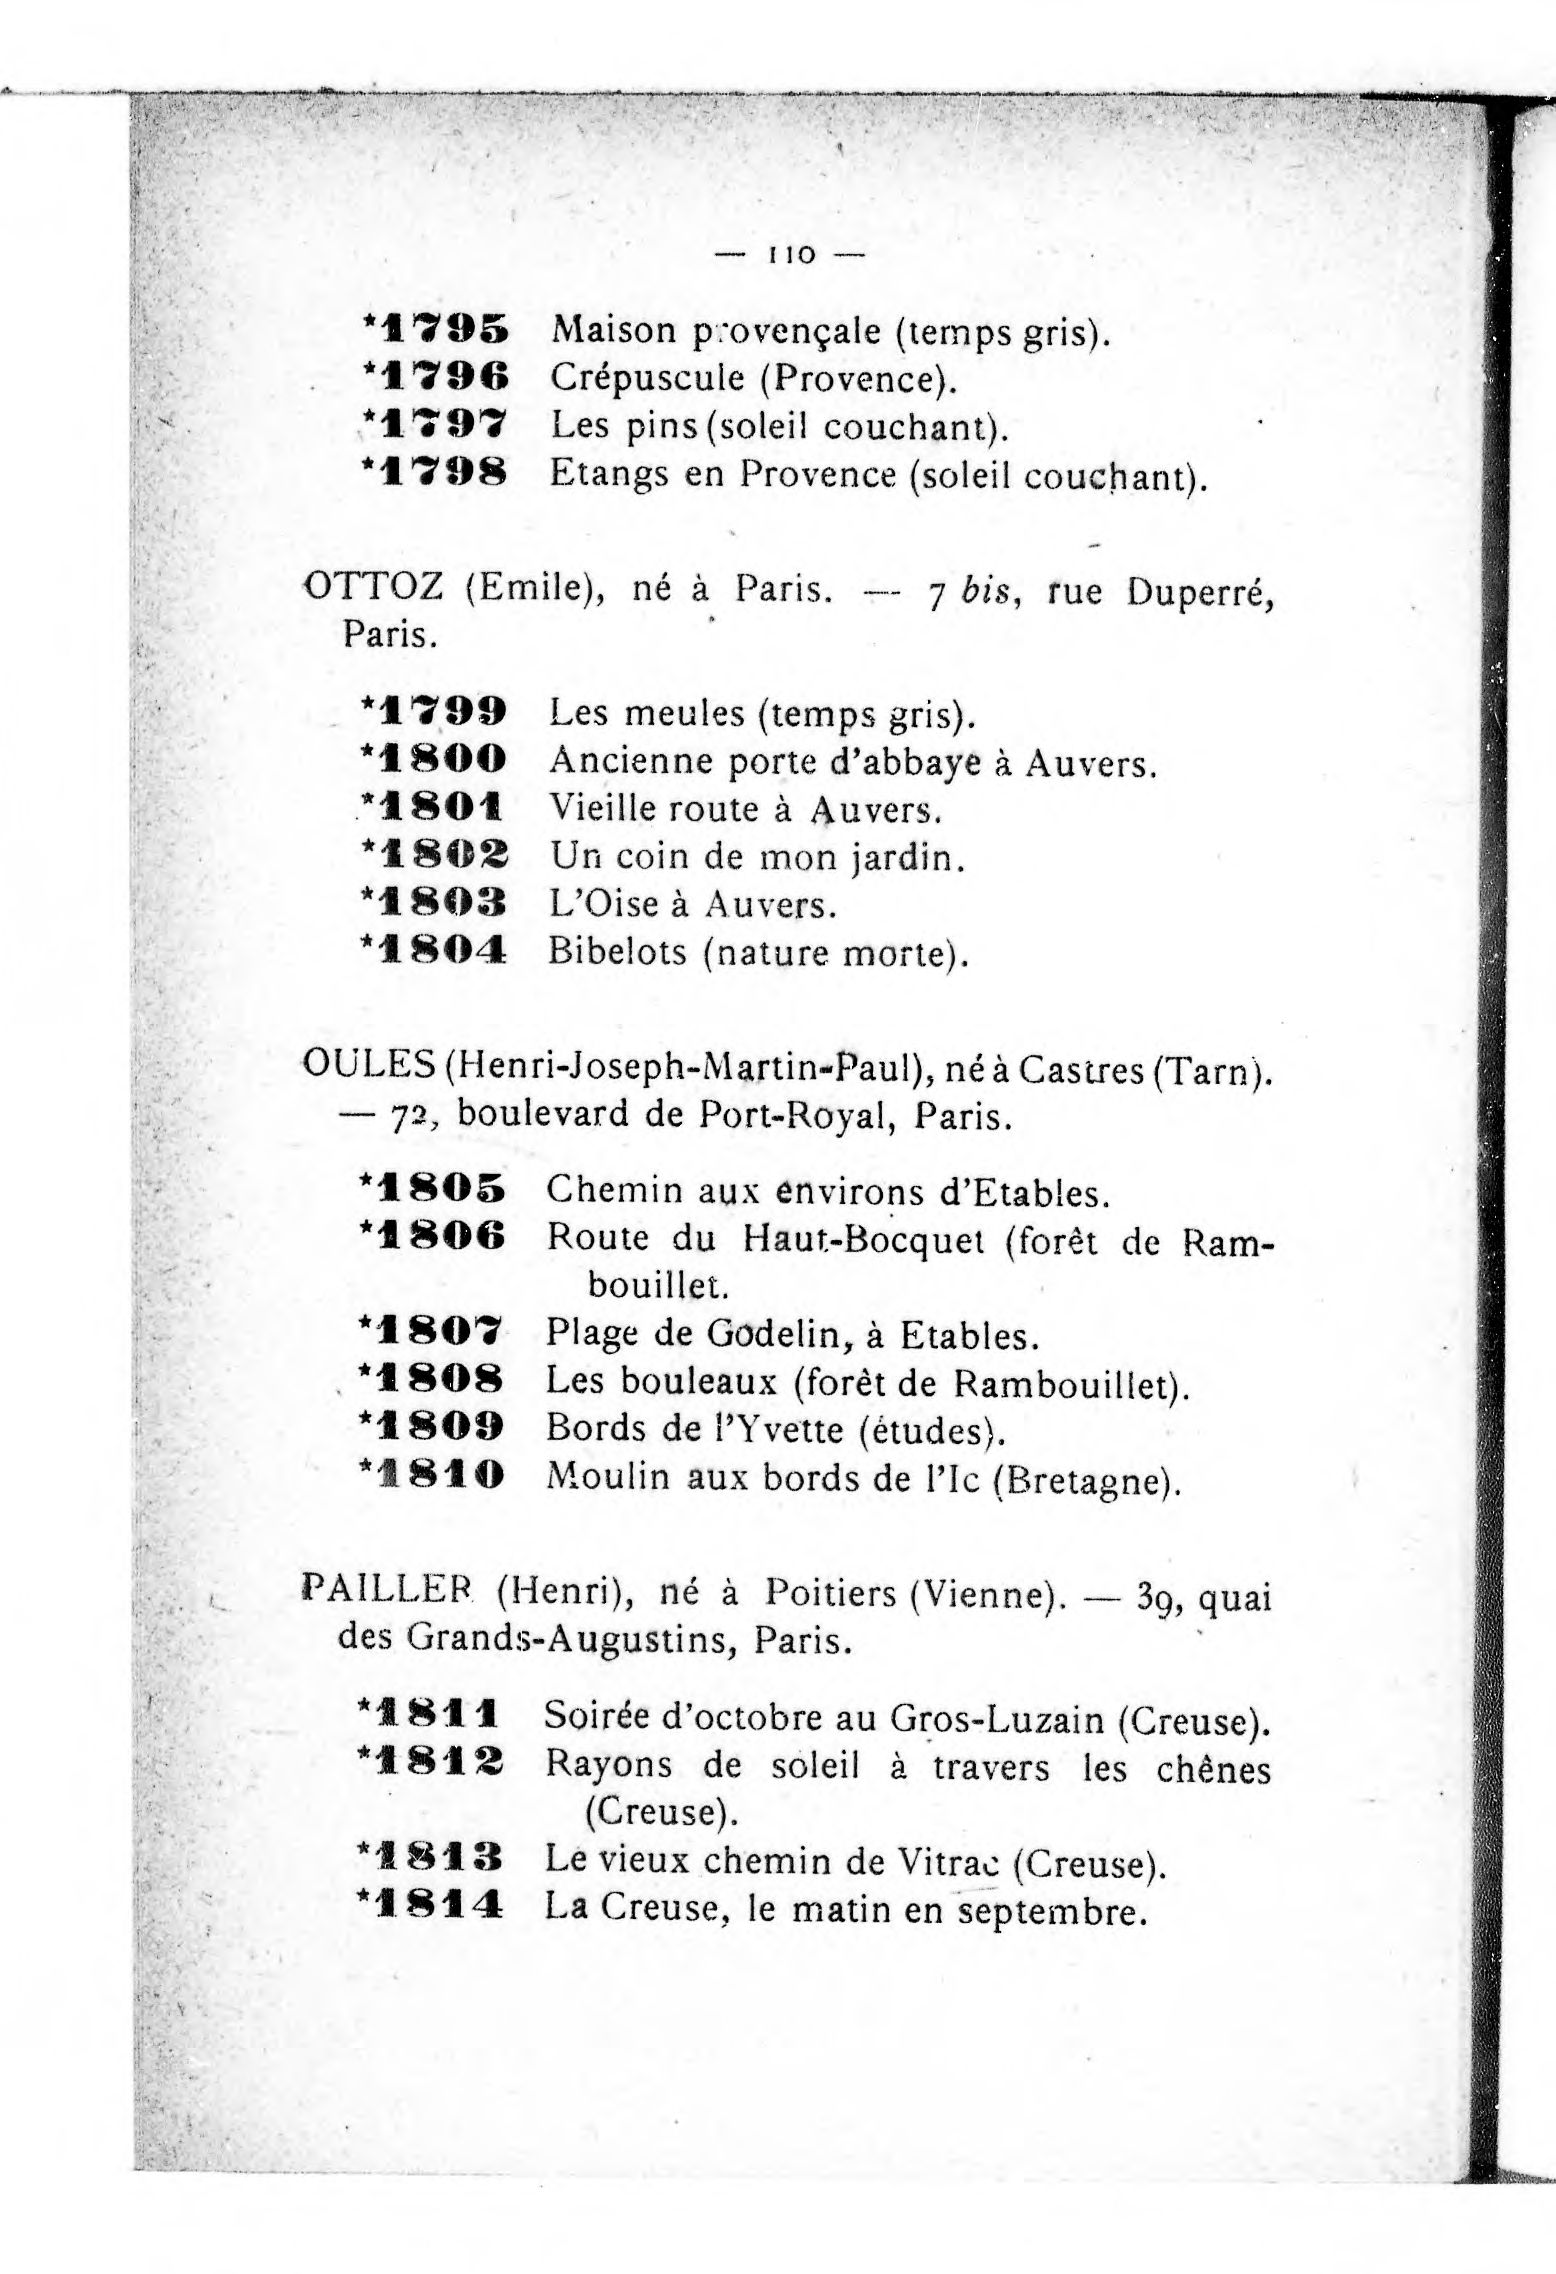 — 110 —
*1795 Maison provençale (temps gris).
*1796 Crépuscule (Provence).
*1797 Les pins (soleil couchant).
*1798 Etangs en Provence (soleil couchant).
OTTOZ (Emile), né à Paris. — 7 bis, rue Duperré,
Paris.
*1799 Les meules (temps gris).
*1800 Ancienne porte d'abbaye à Auvers.
*1801 Vieille route à Auvers.
*1802 Un coin de mon jardin.
*1803 L'Oise à Auvers.
*1804 Bibelots (nature morte).
OULES (Henri-Joseph-Martin-Paul), né à Castres (Tarn).
— 72, boulevard de Port-Royal, Paris.
*1805 Chemin aux environs d'Etables.
*1806 Route du Haut-Bocquet (forêt de Ram-
bouillet.
*1807 Plage de Godelin, à Etables.
*1808 Les bouleaux (forêt de Rambouillet).
*1809 Bords de l'Yvette (études).
*1810 Moulin aux bords de l'Ic (Bretagne).
PAILLER (Henri), né à Poitiers (Vienne). — 39, quai
des Grands-Augustins, Paris.
*1811 Soirée d'octobre au Gros-Luzain (Creuse).
*1812 Rayons de soleil à travers les chênes
(Creuse).
*1813 Le vieux chemin de Vitrac (Creuse).
*1814 La Creuse, le matin en septembre.